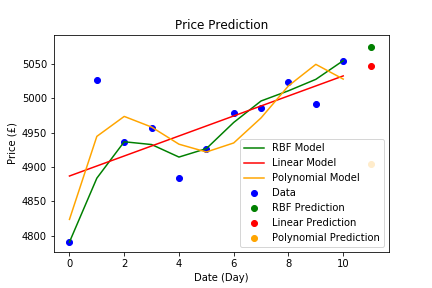 Price Prediction
Price (£)
5050
5000
4950
4900
4850
4800
RBF Model
Linear Model
Polynomial Model
Data
RBF Prediction
Linear Prediction
Polynomial Prediction
0 2 4 6 8 10
Date (Day)